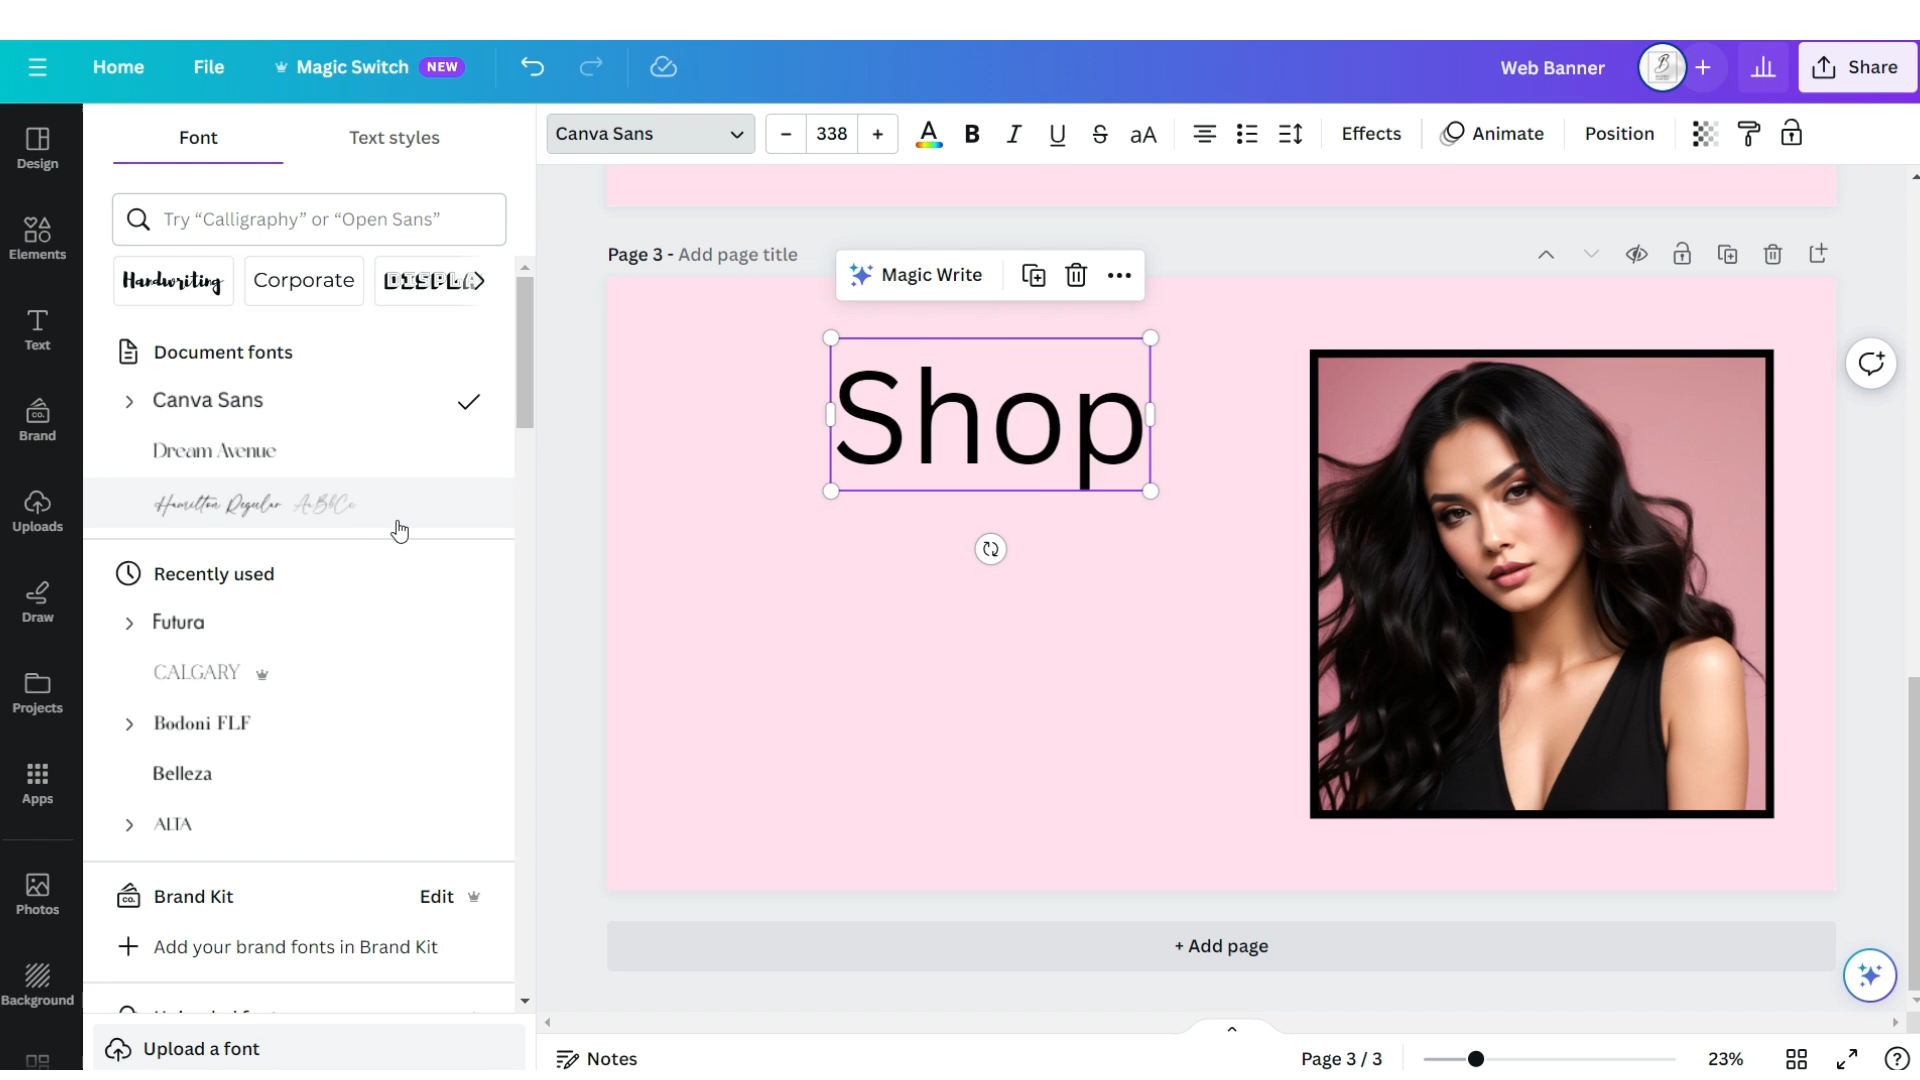 Home File Magic Switch NEW Web Banner Share
Font Text styles
Canva Sans - 338 + A B I U S aA Effects Animate Position
Try “Calligraphy” or “Open Sans”
Handwriting Corporate
Document fonts
Canva Sans
Dream Avenue
Hamilton Regular AaBbCc
Recently used
Futura
CALGARY
Bodoni FLF
Belleza
ALTA
Brand Kit Edit
CO.
Add your brand fonts in Brand Kit
Upload a font
Design
Elements
Text
CO.
Brand
Uploads
Draw
Projects
Apps
Photos
Background
Page 3 - Add page title
Magic Write
Shop
+ Add page
Notes Page 3 / 3 23%